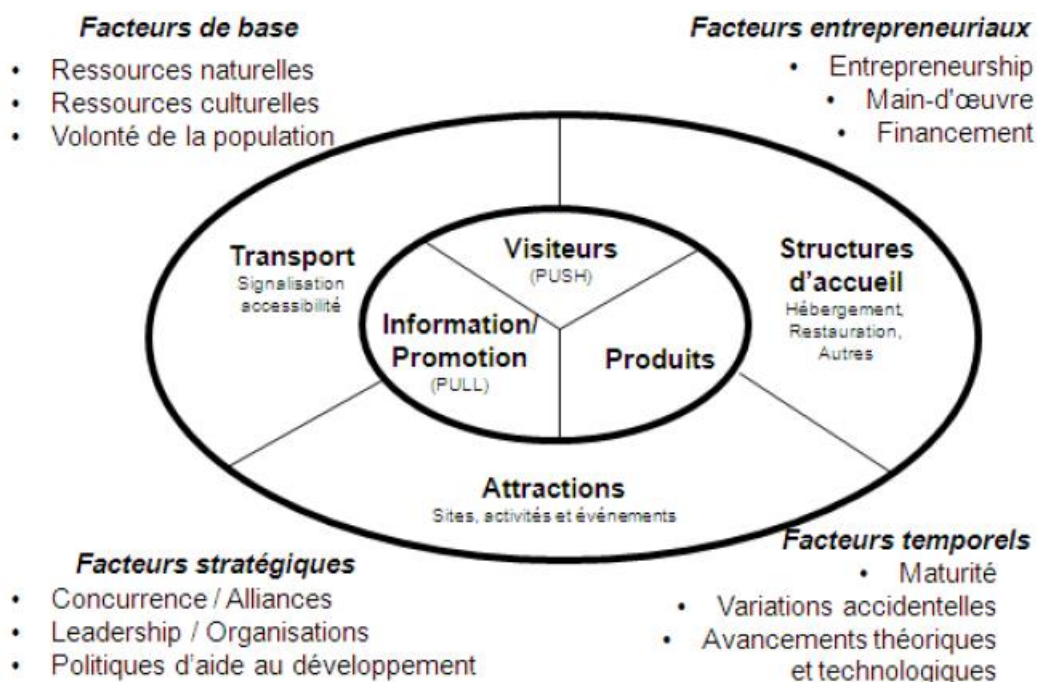 Facteurs de base
• Ressources naturelles
• Ressources culturelles
• Volonté de la population
Facteurs entrepreneuriaux
• Entrepreneurship
• Main-d'œuvre
• Financement
Transport
Signalisation
accessibilité
Visiteurs
(PUSH)
Structures
d'accueil
Hébergement,
Restauration,
Autres
Information/
Promotion
(PULL)
Produits
Attractions
Sites, activités et événements
Facteurs stratégiques
• Concurrence / Alliances
• Leadership / Organisations
• Politiques d'aide au développement
Facteurs temporels
• Maturité
• Variations accidentelles
• Avancements théoriques
et technologiques